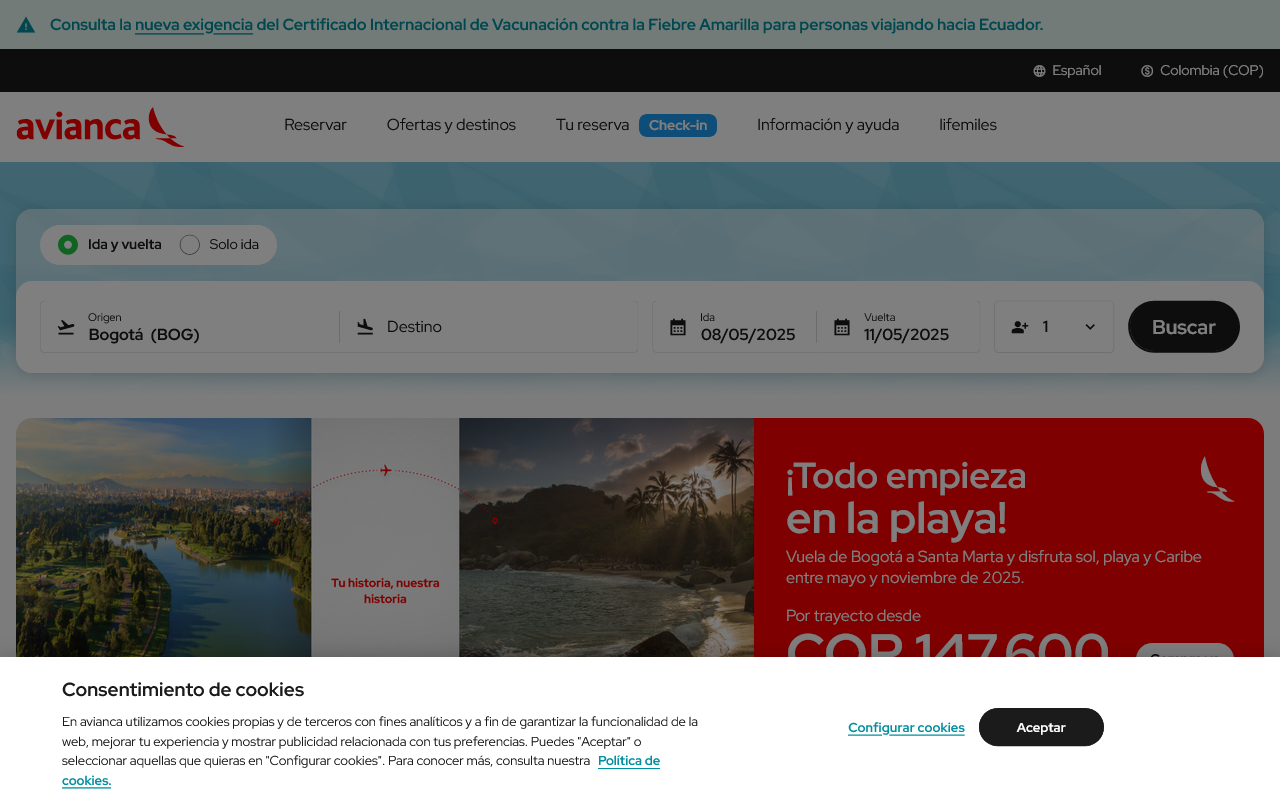 Consulta la nueva exigencia del Certificado Internacional de Vacunación contra la Fiebre Amarilla para personas viajando hacia Ecuador.
Español
Colombia (COP)
avianca
Reservar
Ofertas y destinos
Tu reserva
Check-in
Información y ayuda
lifemiles
Ida y vuelta
Solo ida
Origen
Bogotá (BOG)
Destino
Ida
08/05/2025
Vuelta
11/05/2025
1
Buscar
Tu historia, nuestra
historia
¡Todo empieza
en la playa!
Vuela de Bogotá a Santa Marta y disfruta sol, playa y Caribe
entre mayo y noviembre de 2025.
Por trayecto desde
COP 147.600
Consentimiento de cookies
En avianca utilizamos cookies propias y de terceros con fines analíticos y a fin de garantizar la funcionalidad de la
web, mejorar tu experiencia y mostrar publicidad relacionada con tus preferencias. Puedes "Aceptar" o
seleccionar aquellas que quieras en "Configurar cookies". Para conocer más, consulta nuestra Política de
cookies.
Configurar cookies
Aceptar